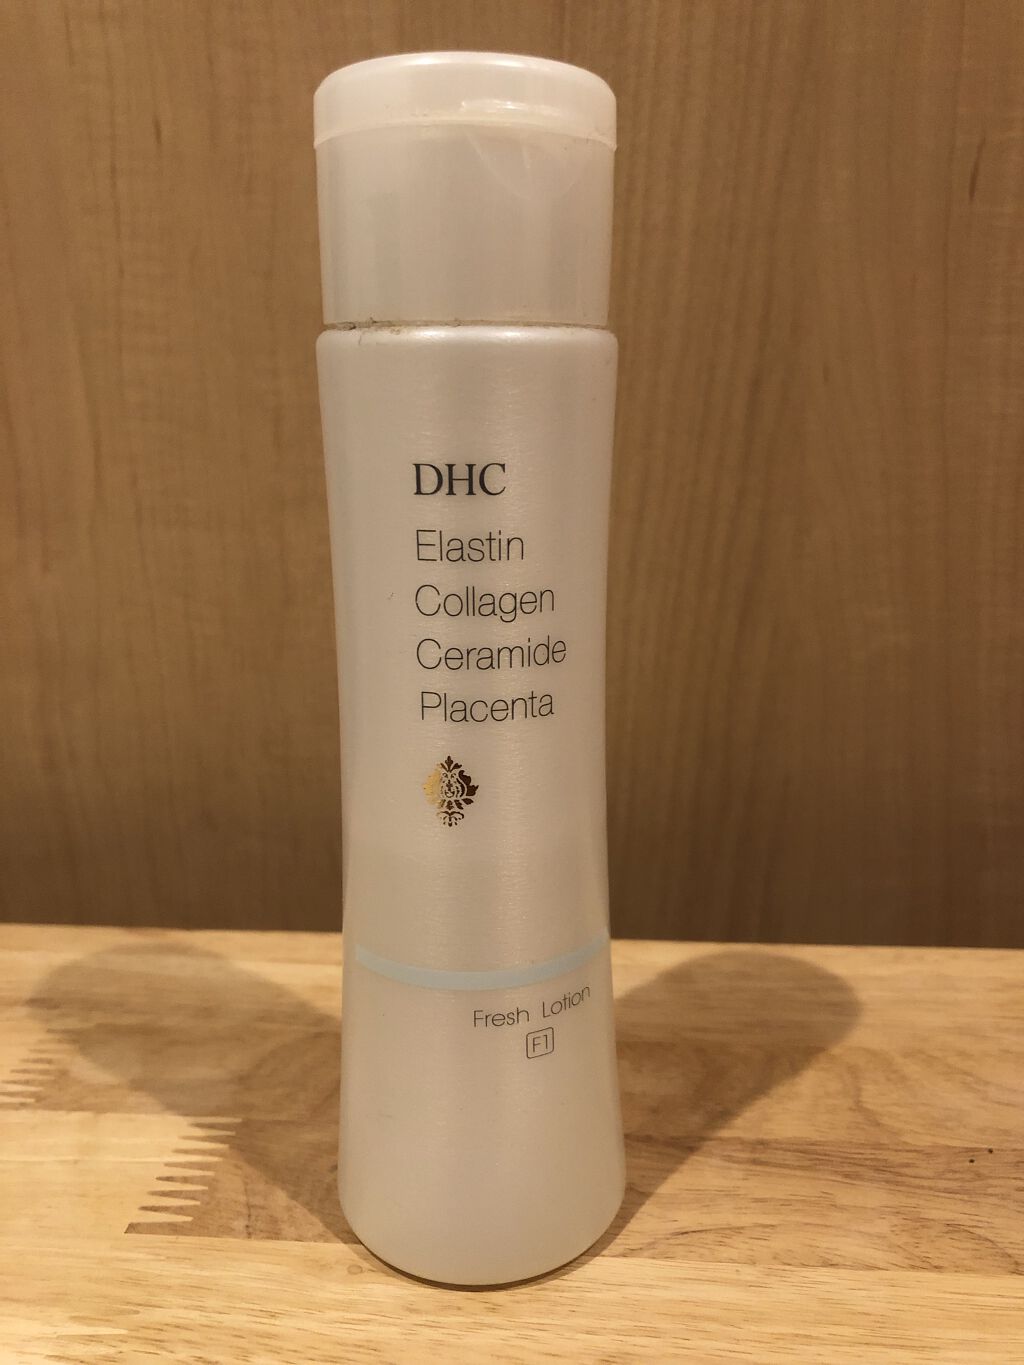 DHC
Elastin
Collagen
Ceramide
Placenta
Fresh Lotion
F1